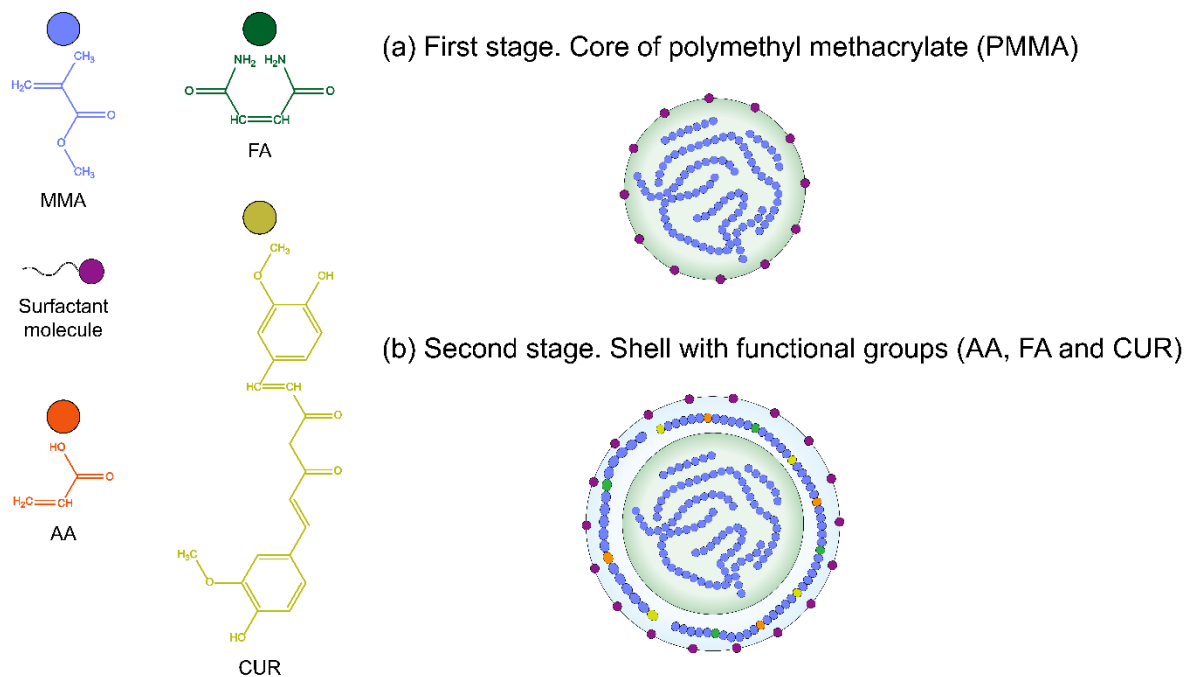 (a) First stage. Core of polymethyl methacrylate (PMMA)
CH₃
H₂C
O
O
CH₃
MMA
NH₂ H₂N
O O
HC CH
FA
Surfactant
molecule
HO
O
H₂C
CH
AA
CH₃
O
OH
HC CH
O
O
H₃C
O
HO
CUR
(b) Second stage. Shell with functional groups (AA, FA and CUR)